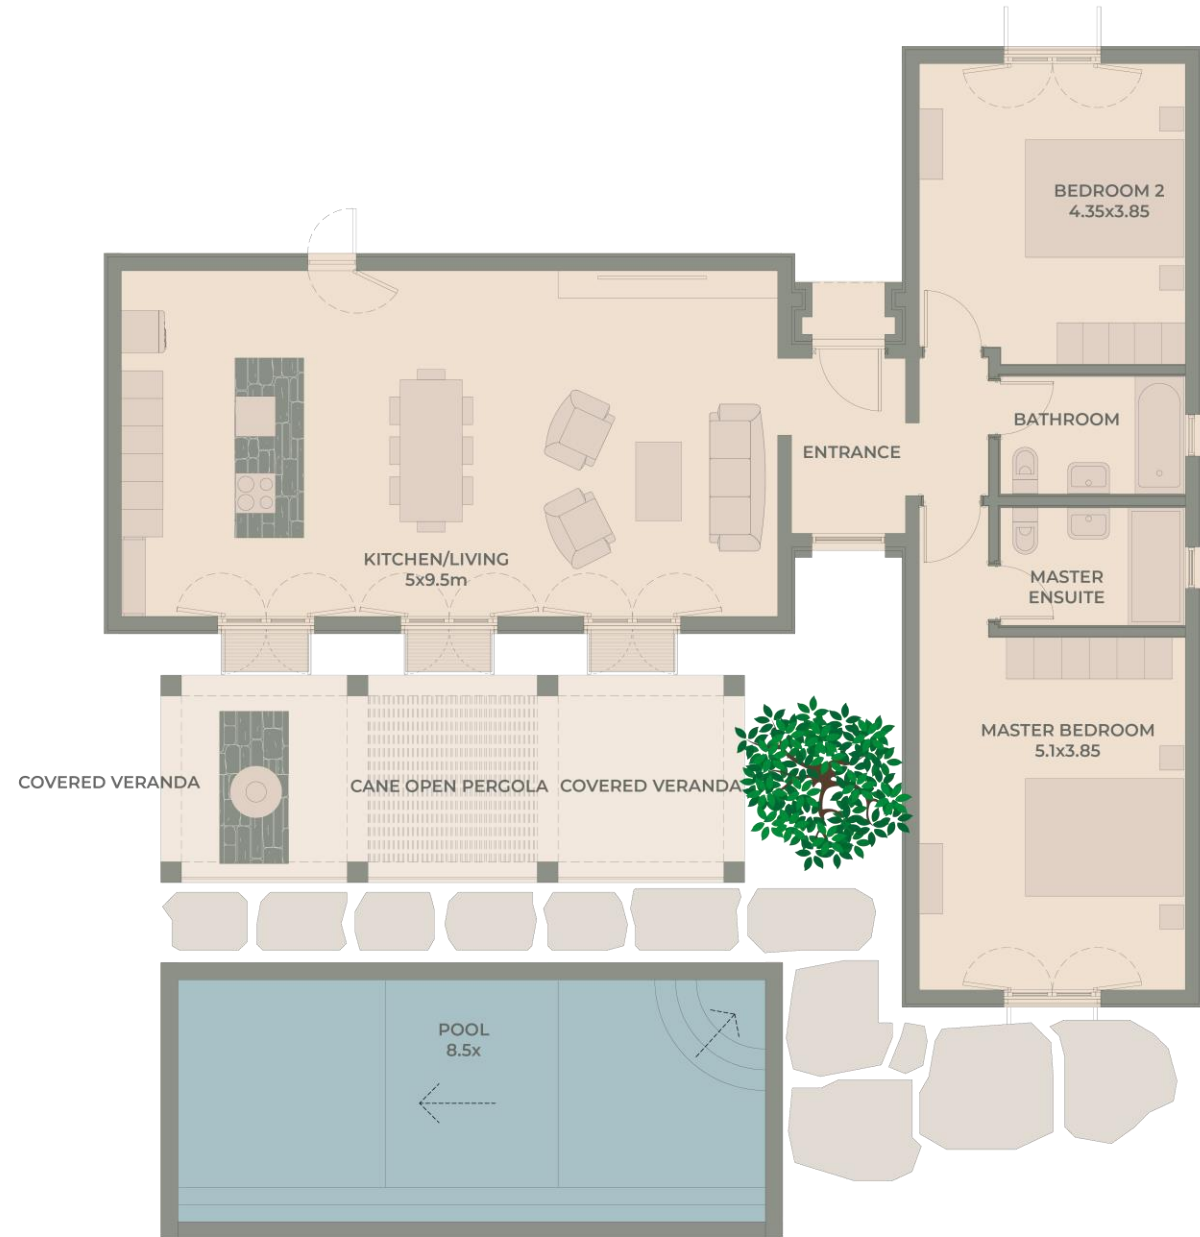 BEDROOM 2
4.35x3.85
BATHROOM
ENTRANCE
KITCHEN/LIVING
5x9.5m
MASTER
ENSUITE
MASTER BEDROOM
5.1x3.85
COVERED VERANDA
CANE OPEN PERGOLA
COVERED VERANDA
POOL
8.5x